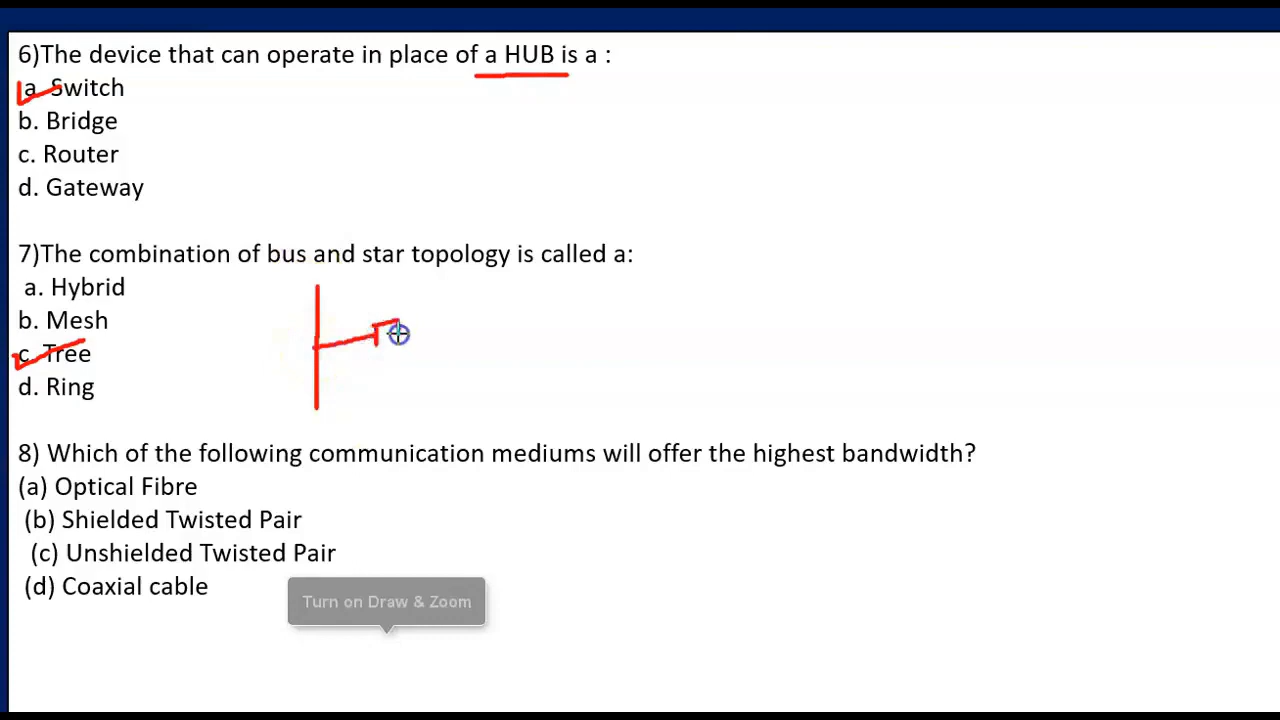 6)The device that can operate in place of a HUB is a :
a. Switch
b. Bridge
c. Router
d. Gateway
7)The combination of bus and star topology is called a:
a. Hybrid
b. Mesh
c. Tree
d. Ring
8) Which of the following communication mediums will offer the highest bandwidth?
(a) Optical Fibre
(b) Shielded Twisted Pair
(c) Unshielded Twisted Pair
(d) Coaxial cable
Turn on Draw & Zoom